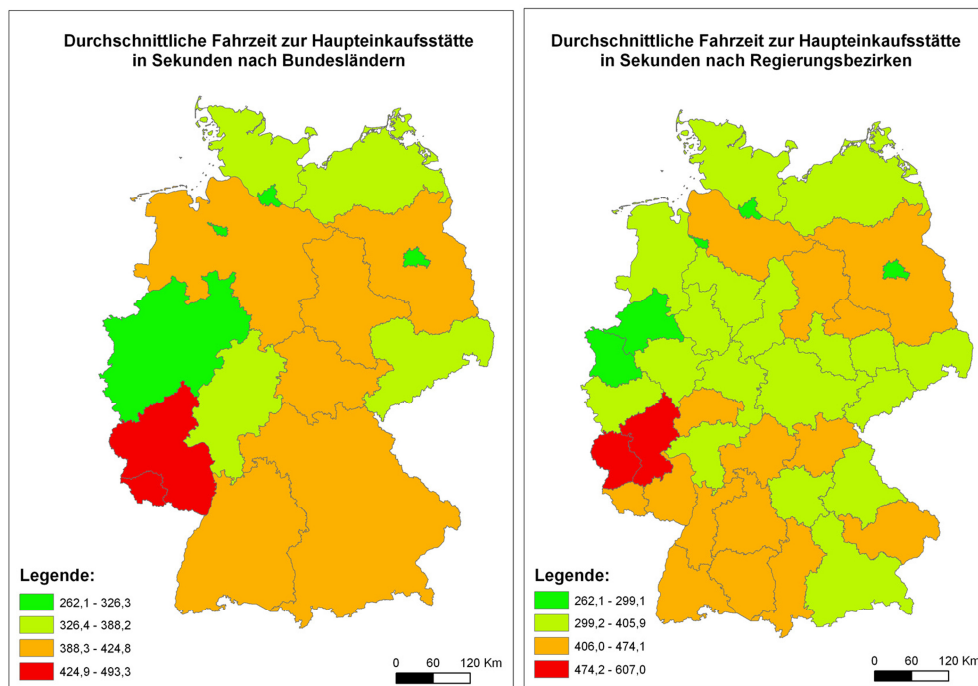 Durchschnittliche Fahrzeit zur Haupteinkaufsstätte
in Sekunden nach Bundesländern
Legende:
262,1 - 326,3
326,4 - 388,2
388,3 - 424,8
424,9 - 493,3
0 60 120 Km
Durchschnittliche Fahrzeit zur Haupteinkaufsstätte
in Sekunden nach Regierungsbezirken
Legende:
262,1 - 299,1
299,2 - 405,9
406,0 - 474,1
474,2 - 607,0
0 60 120 Km